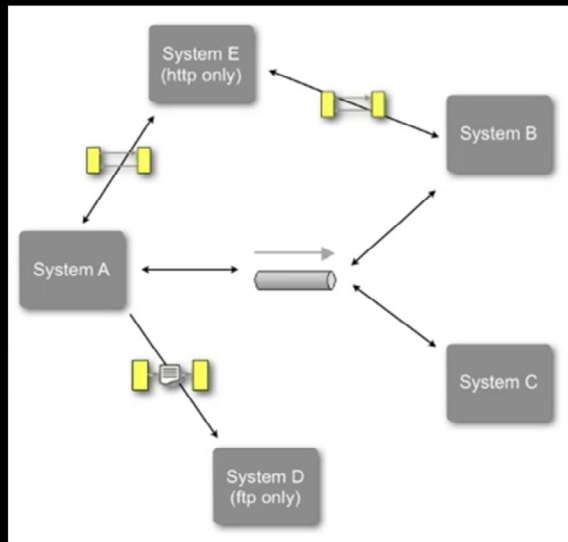 System E
(http only)
System B
System A
System C
System D
(ftp only)